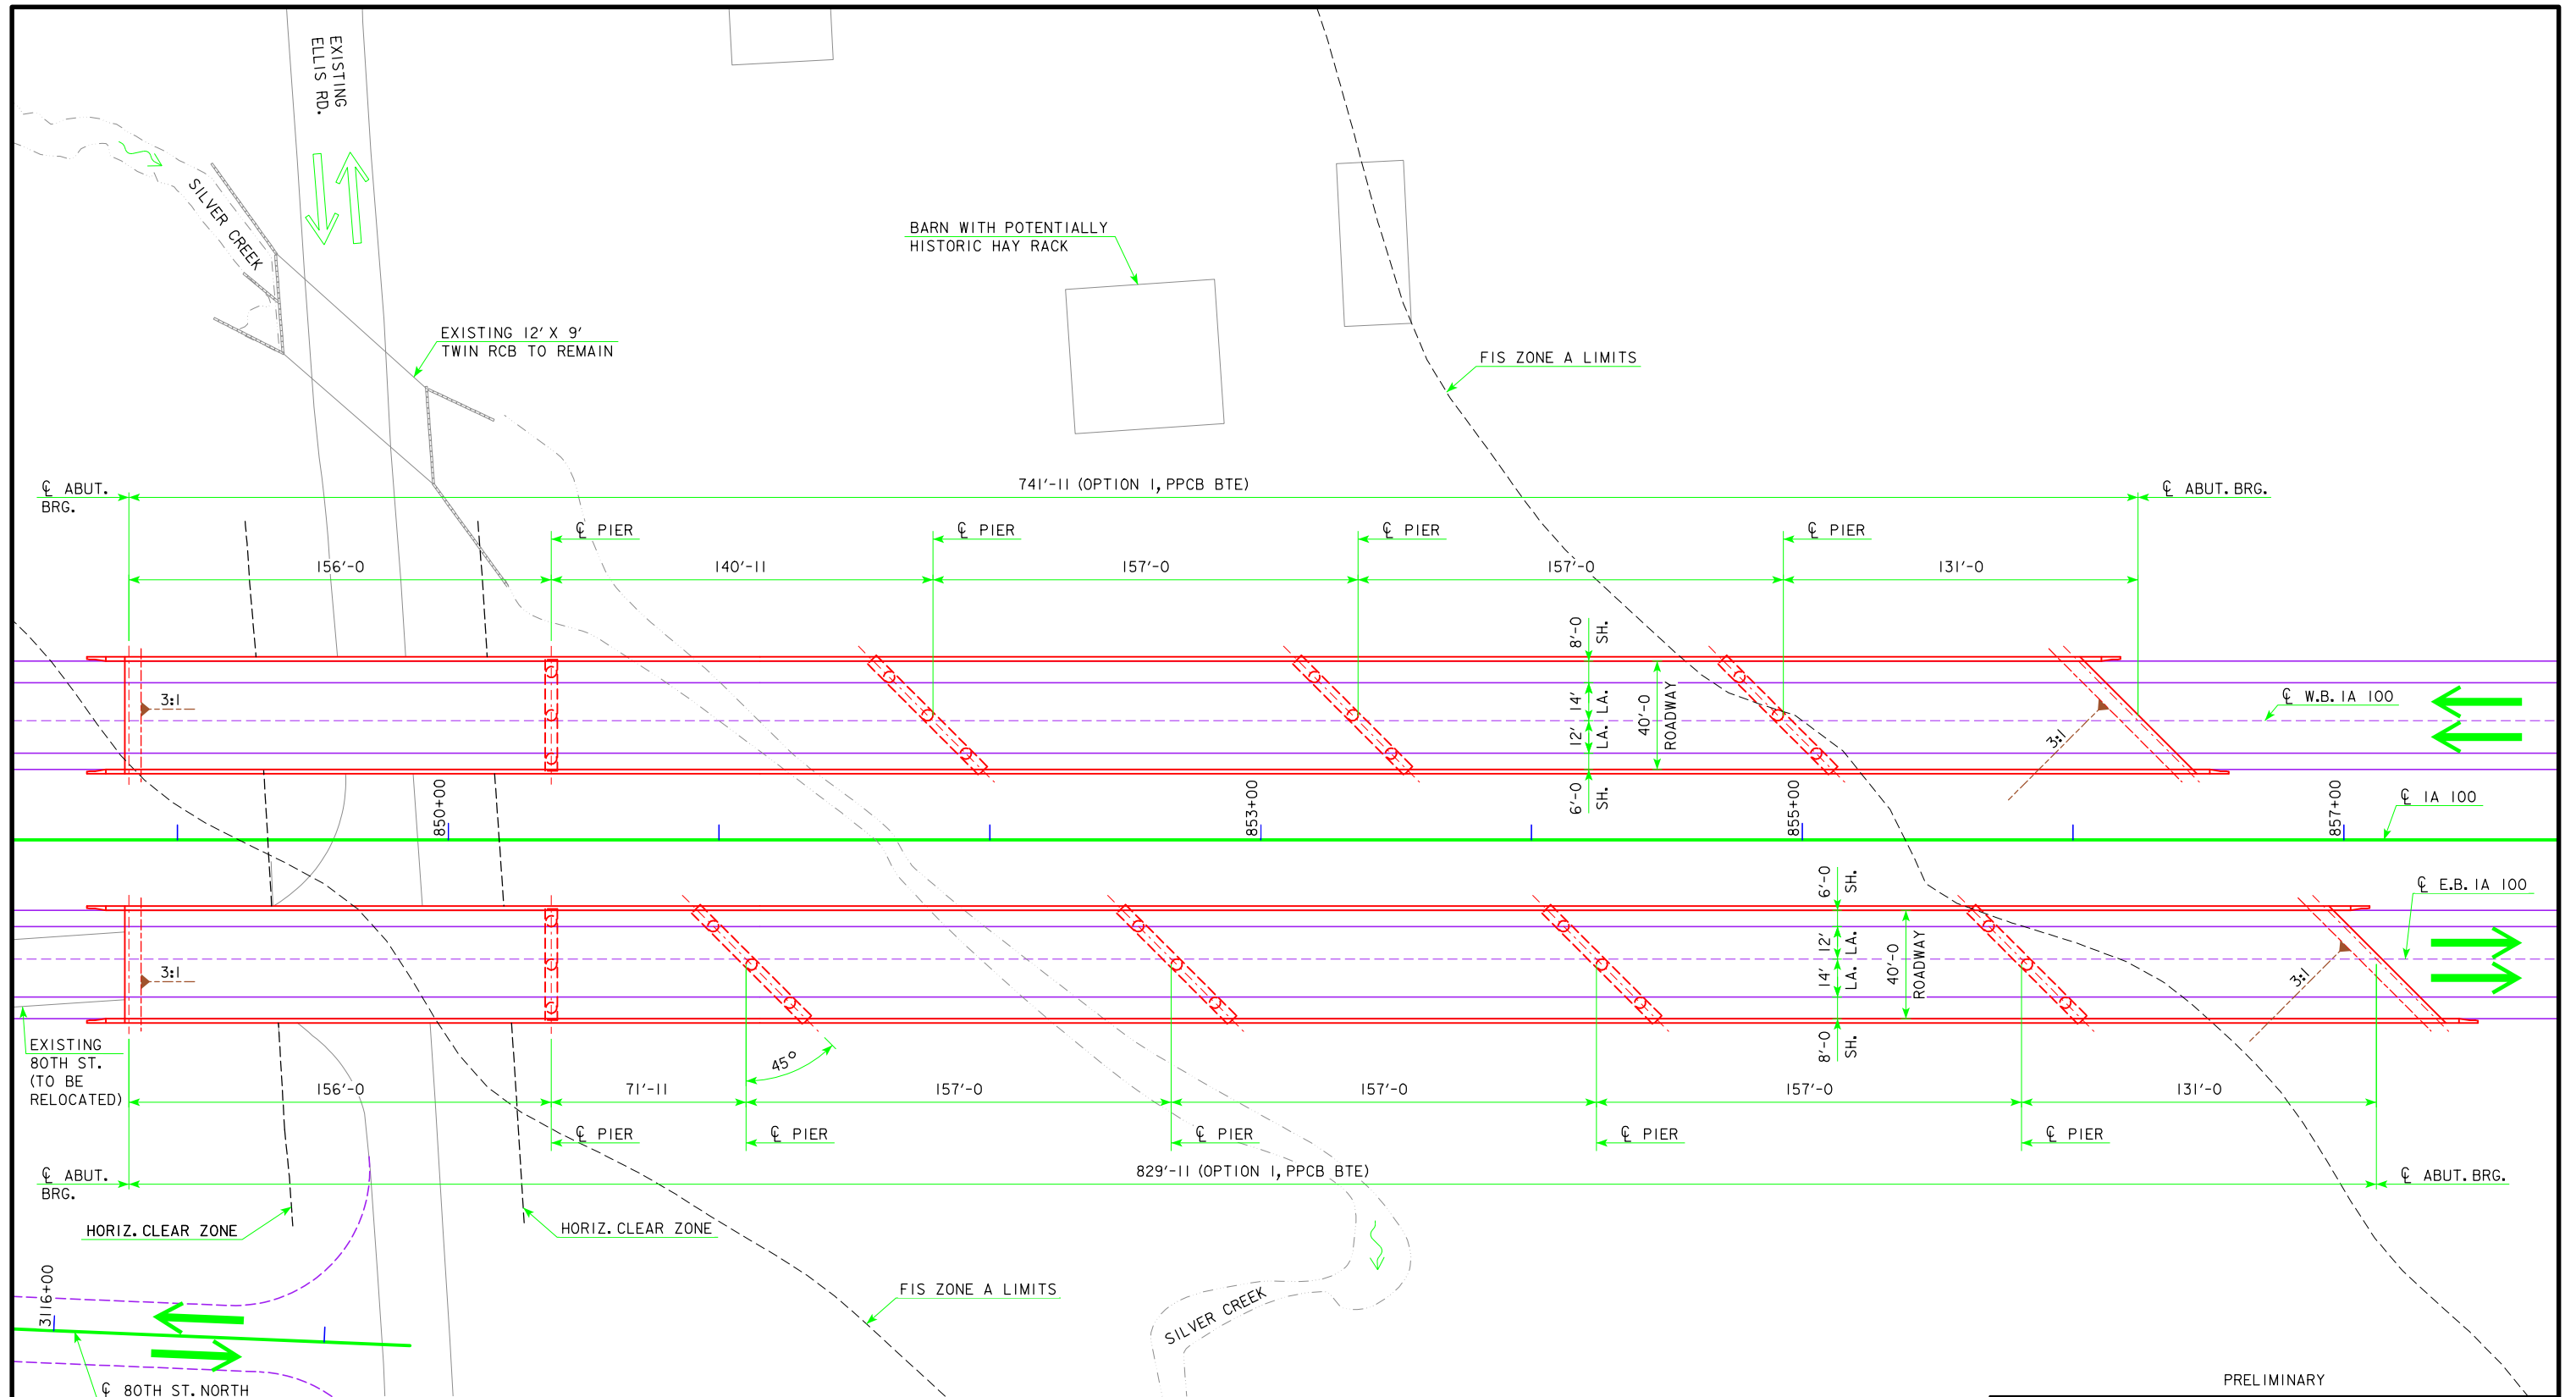 EXISTING
ELLIS RD.
SILVER CREEK
BARN WITH POTENTIALLY
HISTORIC HAY RACK
EXISTING 12' X 9'
TWIN RCB TO REMAIN
FIS ZONE A LIMITS
℄ ABUT.
BRG.
741'-11 (OPTION 1, PPCB BTE)
℄ ABUT. BRG.
℄ PIER
℄ PIER
℄ PIER
℄ PIER
156'-0
140'-11
157'-0
157'-0
131'-0
8'-0
SH.
14'
LA.
12'
LA.
6'-0
SH.
40'-0
ROADWAY
3:1
3:1
℄ W.B. IA 100
850+00
853+00
855+00
857+00
℄ IA 100
6'-0
SH.
12'
LA.
14'
LA.
8'-0
SH.
40'-0
ROADWAY
℄ E.B. IA 100
3:1
3:1
EXISTING
80TH ST.
(TO BE
RELOCATED)
45°
156'-0
71'-11
157'-0
157'-0
157'-0
131'-0
℄ PIER
℄ PIER
℄ PIER
℄ PIER
℄ PIER
℄ ABUT.
BRG.
829'-11 (OPTION 1, PPCB BTE)
℄ ABUT. BRG.
HORIZ. CLEAR ZONE
HORIZ. CLEAR ZONE
3116+00
FIS ZONE A LIMITS
SILVER CREEK
℄ 80TH ST. NORTH
PRELIMINARY